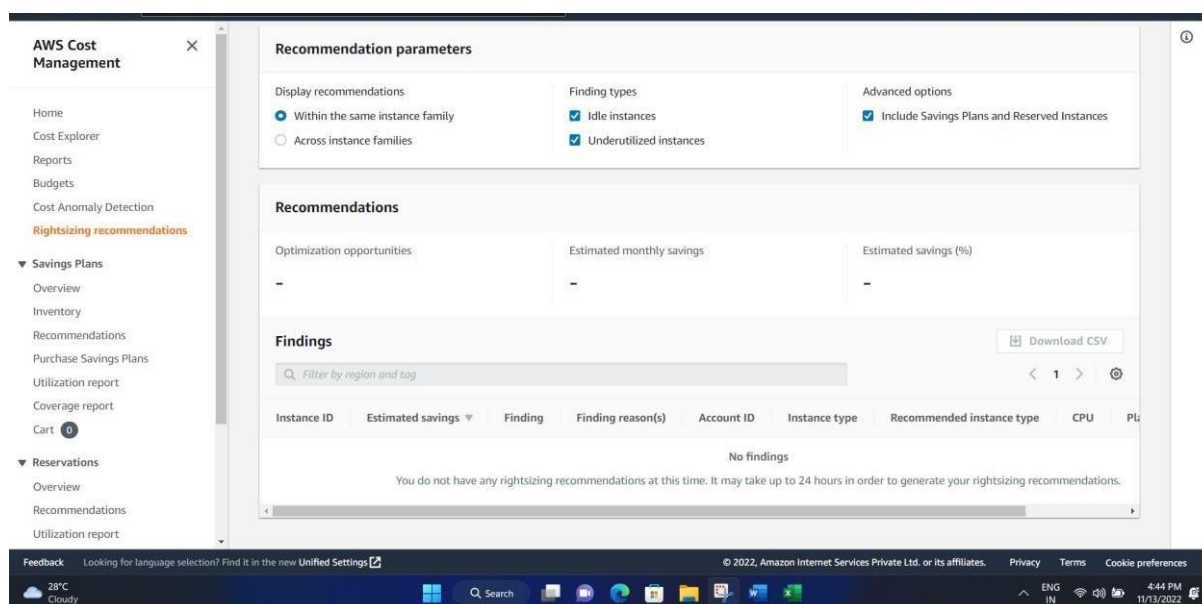 AWS Cost
Management
Home
Cost Explorer
Reports
Budgets
Cost Anomaly Detection
Rightsizing recommendations
Savings Plans
Overview
Inventory
Recommendations
Purchase Savings Plans
Utilization report
Coverage report
Cart 0
Reservations
Overview
Recommendations
Utilization report
Recommendation parameters
Display recommendations
Within the same instance family
Across instance families
Finding types
Idle instances
Underutilized instances
Advanced options
Include Savings Plans and Reserved Instances
Recommendations
Optimization opportunities
-
Estimated monthly savings
-
Estimated savings (%)
-
Findings
Download CSV
Filter by region and tag
1
Instance ID Estimated savings Finding Finding reason(s) Account ID Instance type Recommended instance type CPU Pla
No findings
You do not have any rightsizing recommendations at this time. It may take up to 24 hours in order to generate your rightsizing recommendations.
Feedback Looking for language selection? Find it in the new Unified Settings © 2022, Amazon Internet Services Private Ltd. or its affiliates. Privacy Terms Cookie preferences
28°C
Cloudy
Search
ENG
IN
4:44 PM
11/13/2022